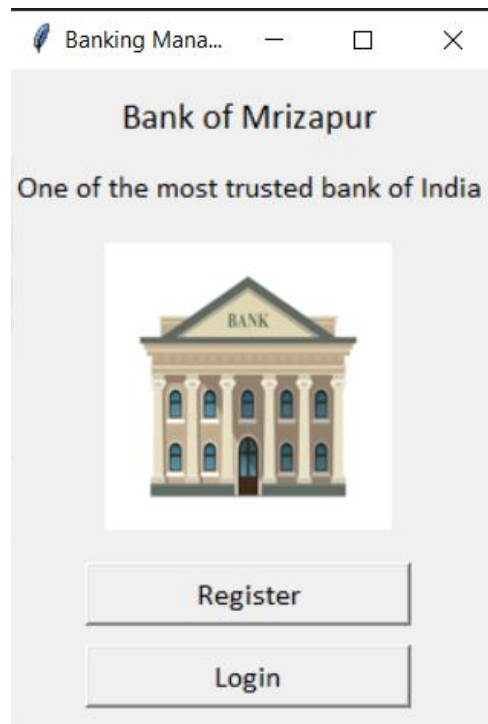 Banking Mana...
Bank of Mrizapur
One of the most trusted bank of India
BANK
Register
Login